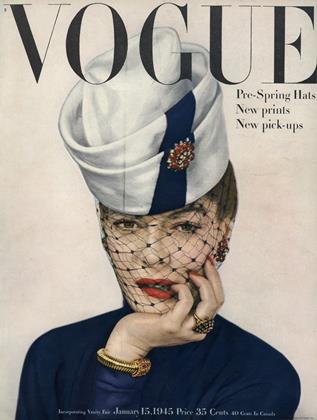 VOGUE
Pre-Spring Hats
New prints
New pick-ups
Incorporating Vanity Fair January 15, 1945 Price 35 Cents 40 Cents In Canada